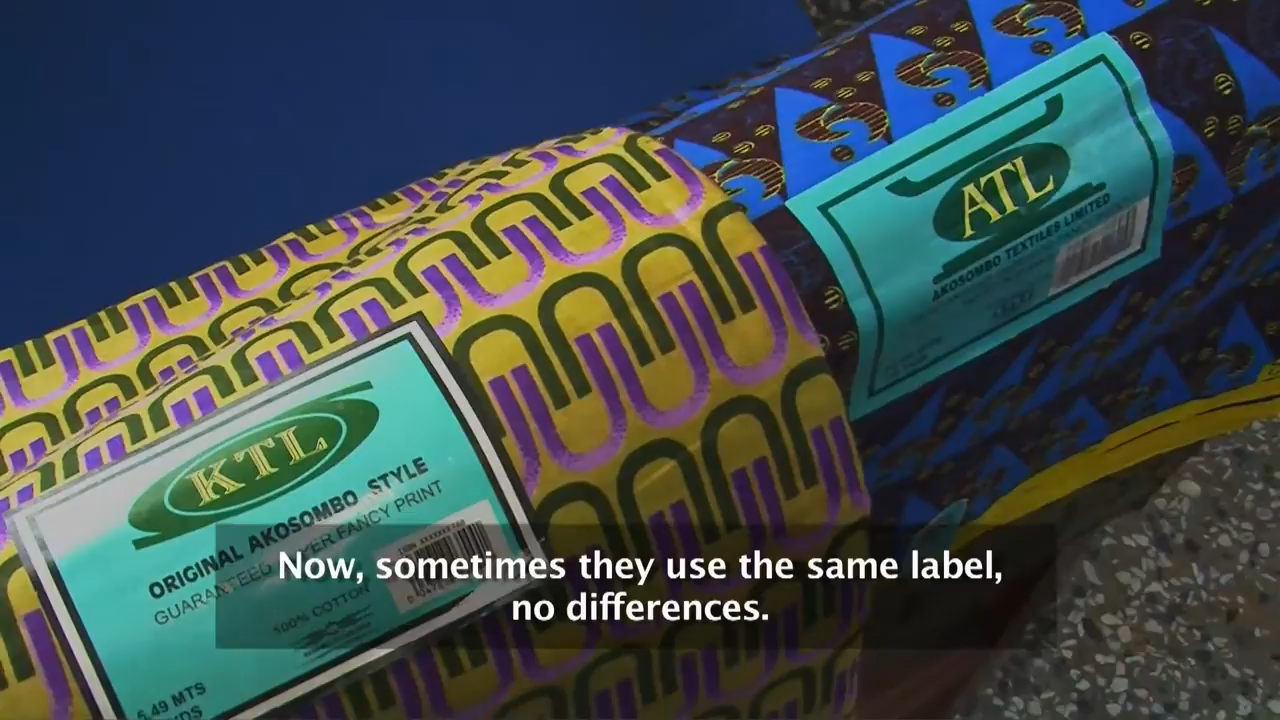 ATL
AKOSOMBO TEXTILES LIMITED
KTL
ORIGINAL AKOSOMBO STYLE
GUARANTEED FANCY PRINT
100% COTTON
5.49 MTS
YDS
Now, sometimes they use the same label,
no differences.